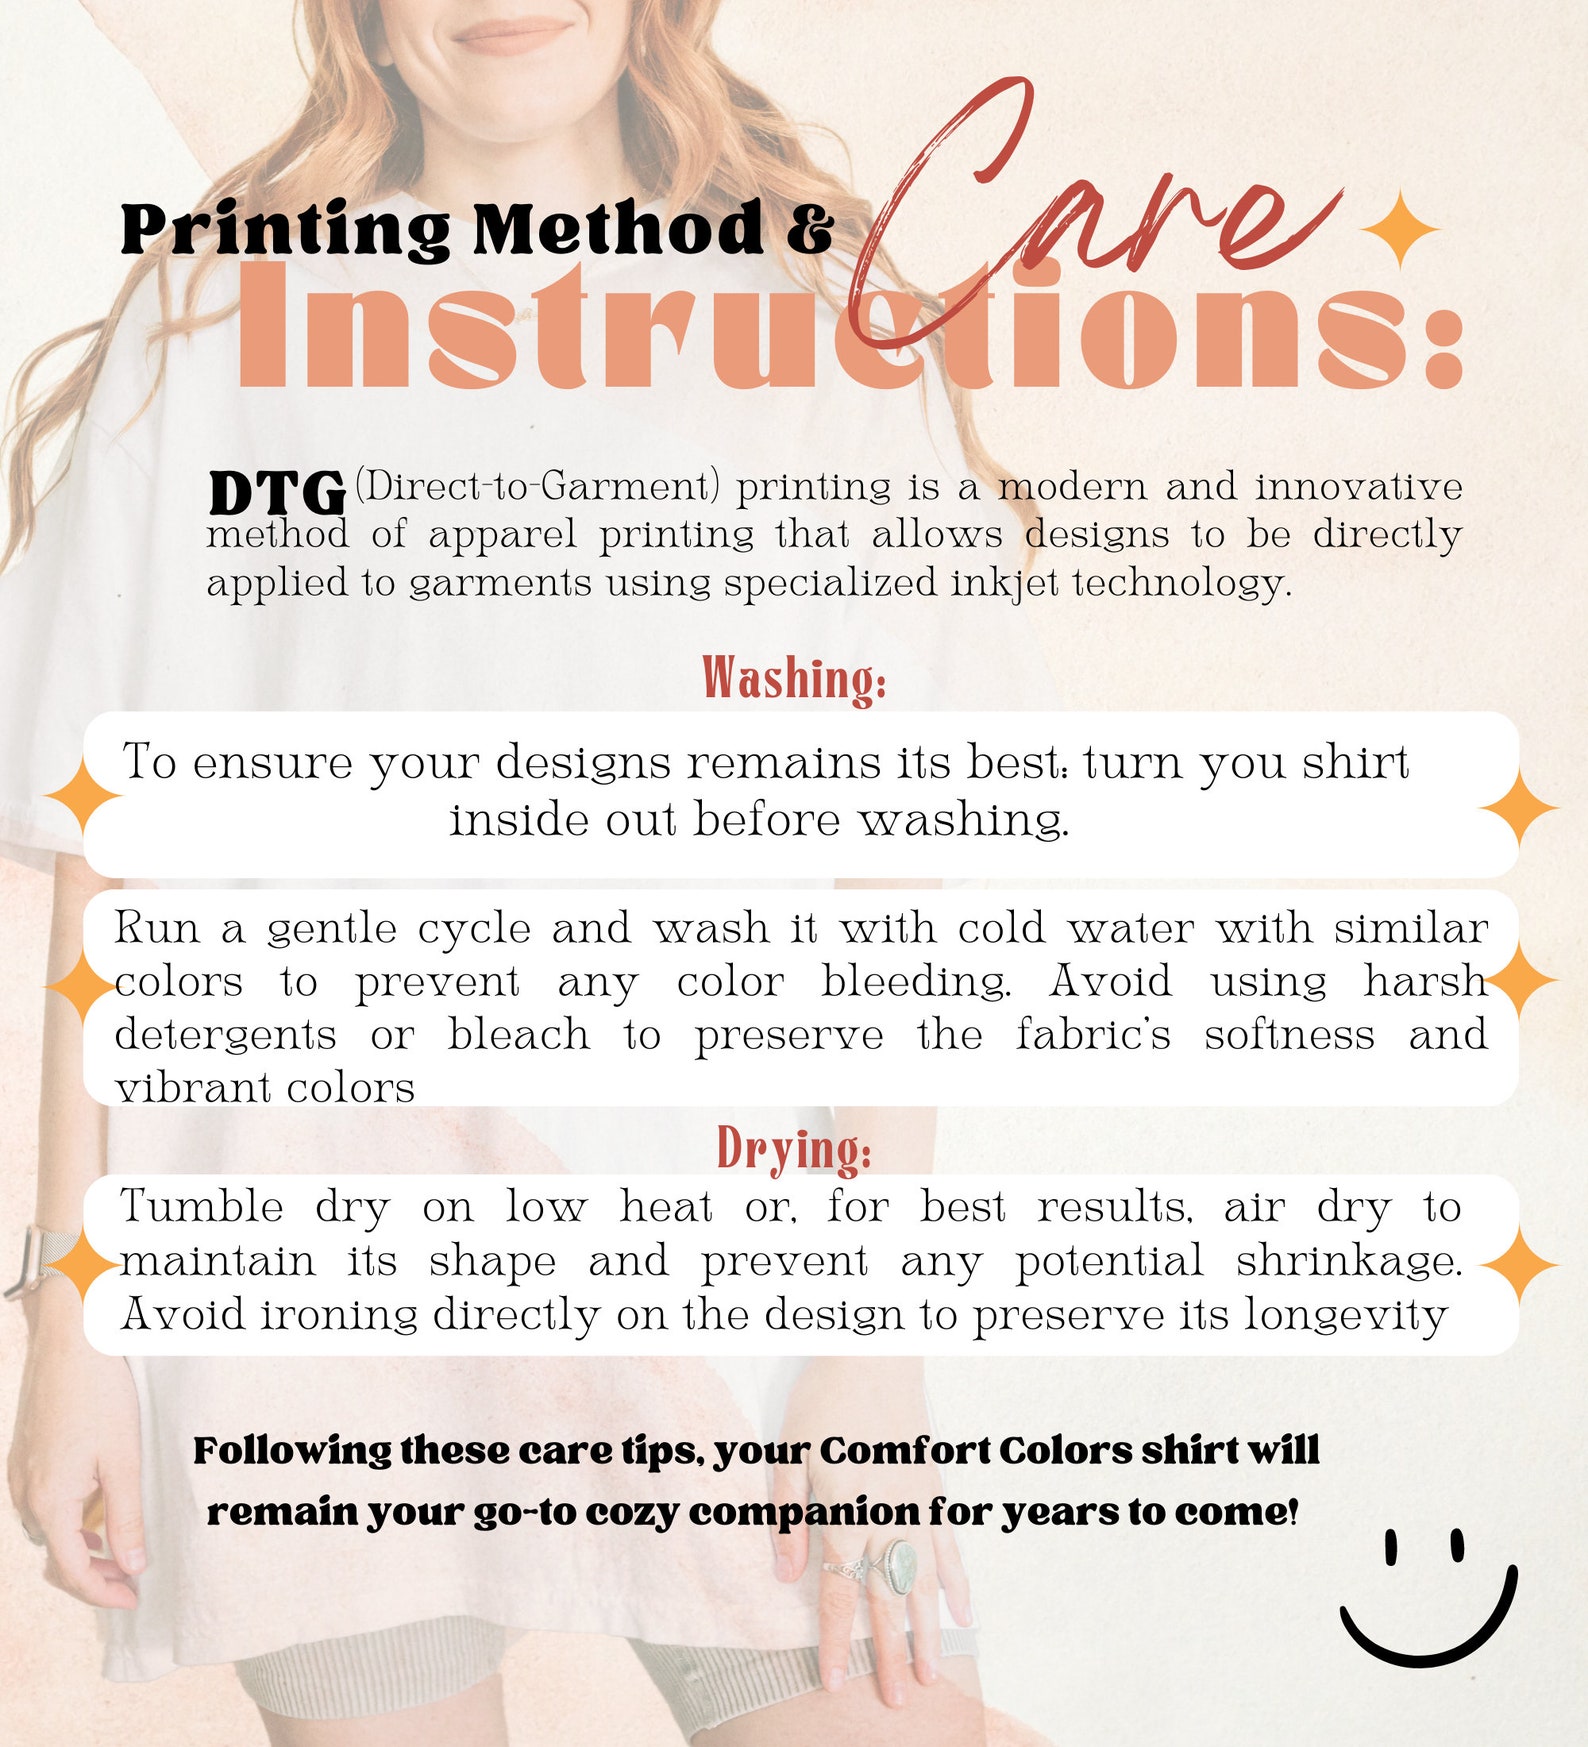 Printing Method & Care
Instructions:
DTG (Direct-to-Garment) printing is a modern and innovative
method of apparel printing that allows designs to be directly
applied to garments using specialized inkjet technology.
Washing:
To ensure your designs remains its best: turn you shirt
inside out before washing.
Run a gentle cycle and wash it with cold water with similar
colors to prevent any color bleeding. Avoid using harsh
detergents or bleach to preserve the fabric's softness and
vibrant colors
Drying:
Tumble dry on low heat or, for best results, air dry to
maintain its shape and prevent any potential shrinkage.
Avoid ironing directly on the design to preserve its longevity
Following these care tips, your Comfort Colors shirt will
remain your go-to cozy companion for years to come!